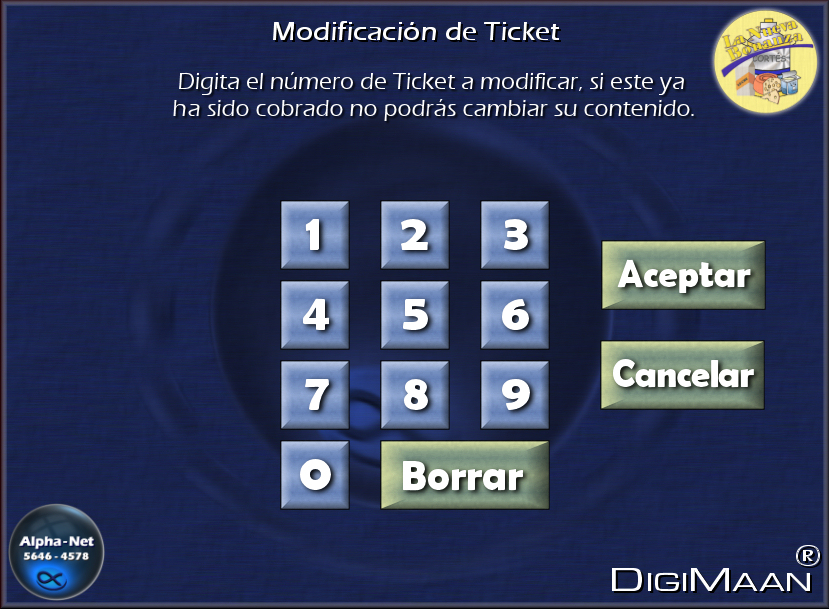 Modificación de Ticket
La Nueva
Bonanza
CORTES
Digita el número de Ticket a modificar, si este ya
ha sido cobrado no podrás cambiar su contenido.
1 2 3
Aceptar
4 5 6
Cancelar
7 8 9
0 Borrar
Alpha-Net
5646 - 4578
DIGIMAAN®